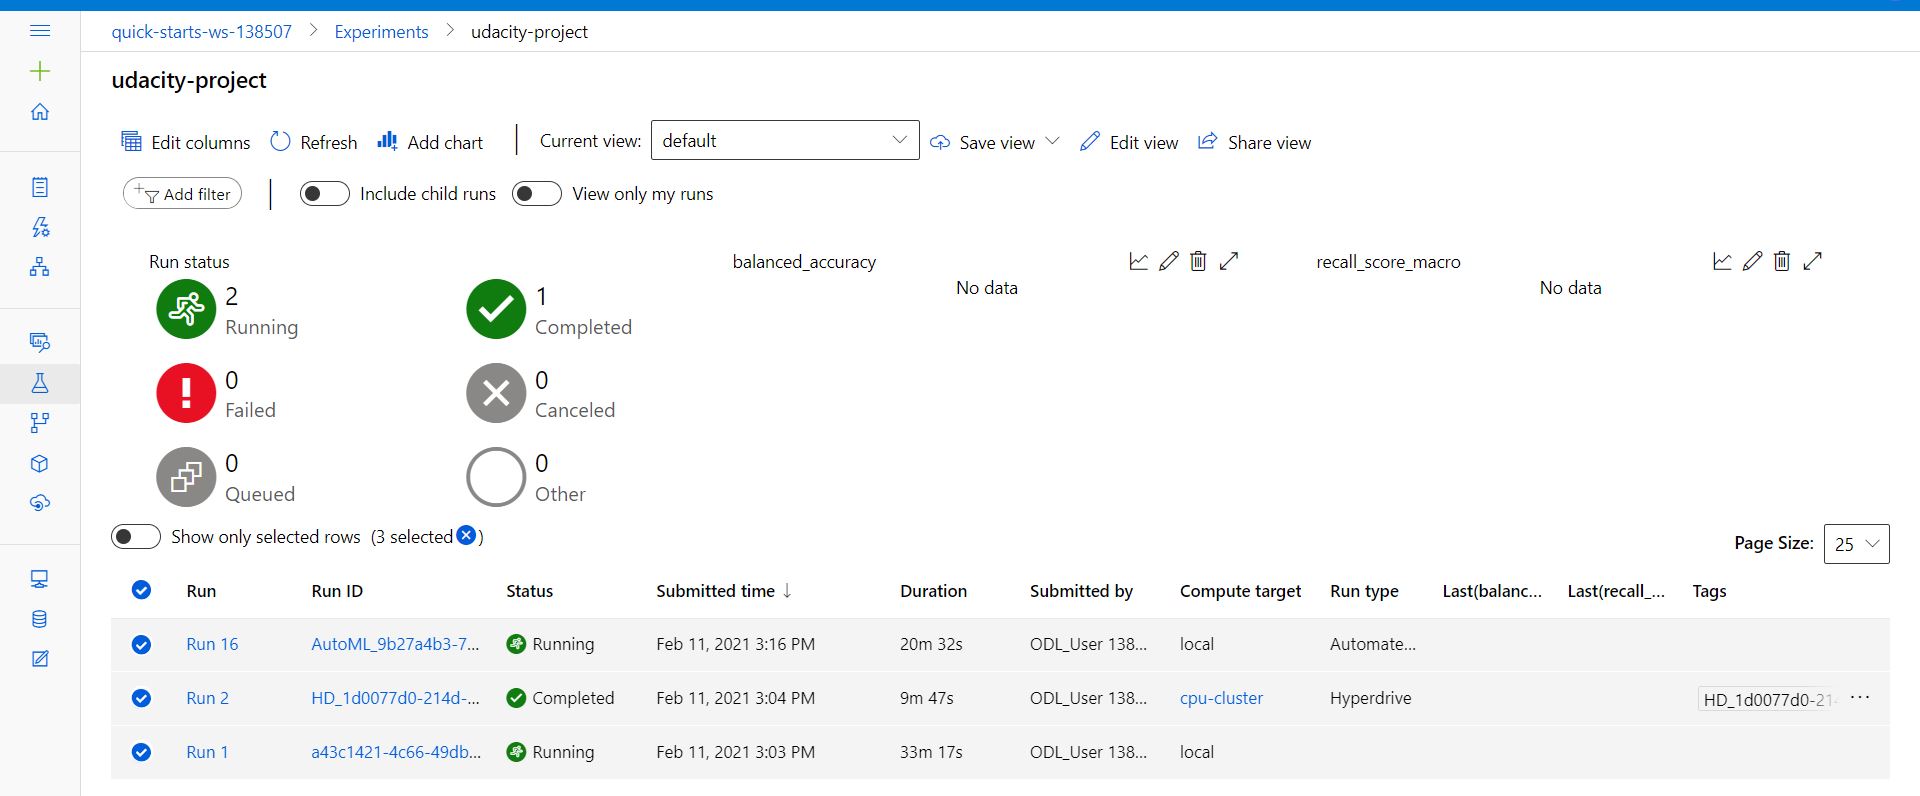 quick-starts-ws-138507 > Experiments > udacity-project
udacity-project
Edit columns Refresh Add chart Current view: default Save view Edit view Share view
Add filter Include child runs View only my runs
Run status balanced_accuracy recall_score_macro
No data No data
2 Running 1 Completed
0 Failed 0 Canceled
0 Queued 0 Other
Show only selected rows (3 selected ) Page Size: 25
Run Run ID Status Submitted time ↓ Duration Submitted by Compute target Run type Last(balanc... Last(recall_... Tags
Run 16 AutoML_9b27a4b3-7... Running Feb 11, 2021 3:16 PM 20m 32s ODL_User 138... local Automate...
Run 2 HD_1d0077d0-214d-... Completed Feb 11, 2021 3:04 PM 9m 47s ODL_User 138... cpu-cluster Hyperdrive HD_1d0077d0-21 ...
Run 1 a43c1421-4c66-49db... Running Feb 11, 2021 3:03 PM 33m 17s ODL_User 138... local